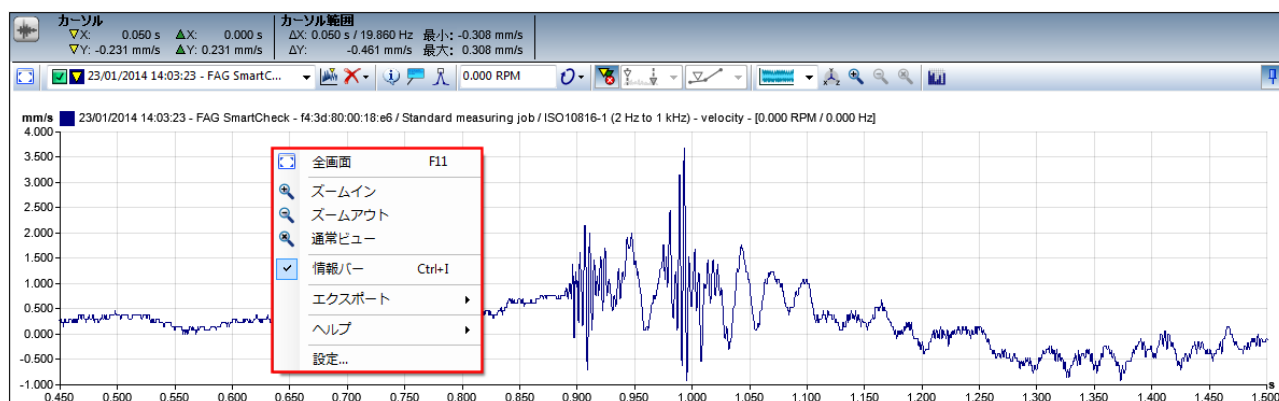 カーソル
▽X: 0.050 s ▲X: 0.000 s
▽Y: -0.231 mm/s ▲Y: 0.231 mm/s
カーソル範囲
ΔX: 0.050 s / 19.860 Hz 最小: -0.308 mm/s
ΔY: -0.461 mm/s 最大: 0.308 mm/s
23/01/2014 14:03:23 - FAG SmartC...
0.000 RPM
mm/s 23/01/2014 14:03:23 - FAG SmartCheck - f4:3d:80:00:18:e6 / Standard measuring job / ISO10816-1 (2 Hz to 1 kHz) - velocity - [0.000 RPM / 0.000 Hz]
4.000
3.500
3.000
2.500
2.000
1.500
1.000
0.500
0.000
-0.500
-1.000
全画面 F11
ズームイン
ズームアウト
通常ビュー
情報バー Ctrl+I
エクスポート
ヘルプ
設定...
s
0.450 0.500 0.550 0.600 0.650 0.700 0.750 0.800 0.850 0.900 0.950 1.000 1.050 1.100 1.150 1.200 1.250 1.300 1.350 1.400 1.450 1.500